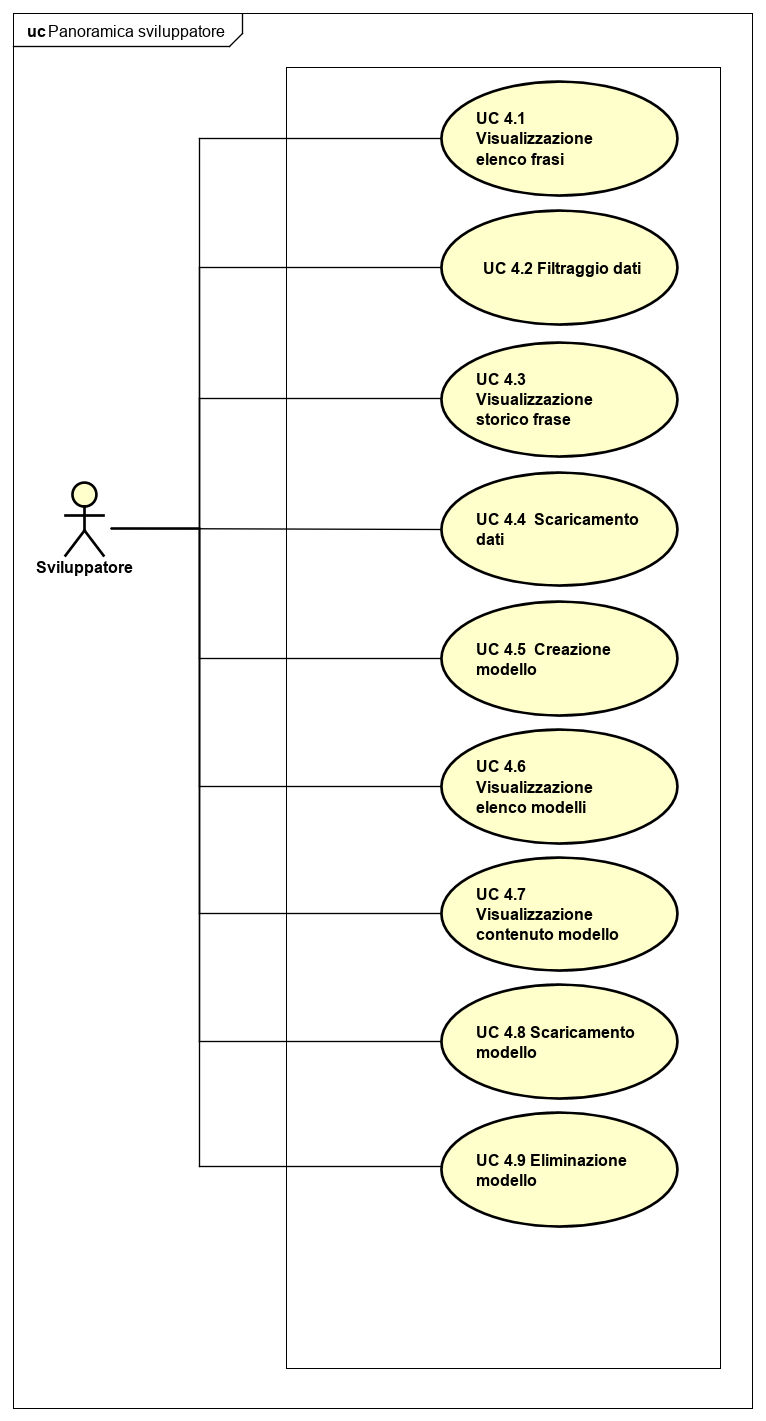 uc Panoramica sviluppatore
UC 4.1
Visualizzazione
elenco frasi
UC 4.2 Filtraggio dati
UC 4.3
Visualizzazione
storico frase
UC 4.4  Scaricamento
dati
Sviluppatore
UC 4.5  Creazione
modello
UC 4.6
Visualizzazione
elenco modelli
UC 4.7
Visualizzazione
contenuto modello
UC 4.8 Scaricamento
modello
UC 4.9 Eliminazione
modello